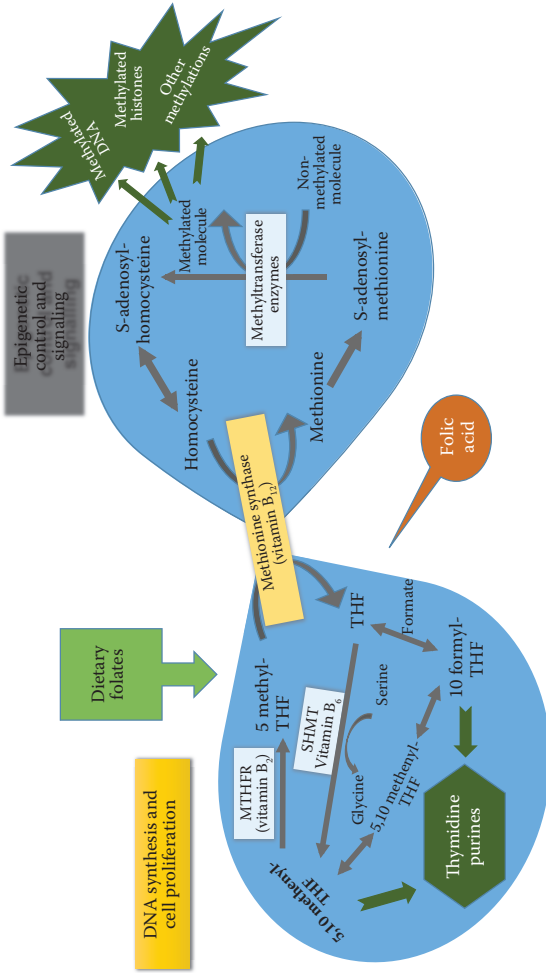 DNA synthesis and
cell proliferation
Dietary
folates
Epigenetic
control and
signaling
MTHFR
(vitamin B2)
5 methyl-
THF
Methionine synthase
(vitamin B12)
SHMT
Vitamin B6
THF
Serine
Glycine
Formate
5,10 methenyl-
THF
5,10 methenyl-
THF
10 formyl-
THF
Thymidine
purines
Folic
acid
Homocysteine
Methionine
S-adenosyl-
homocysteine
S-adenosyl-
methionine
Methyltransferase
enzymes
Methylated
molecule
Non-
methylated
molecule
Methylated
DNA
Methylated
histones
Other
methylations